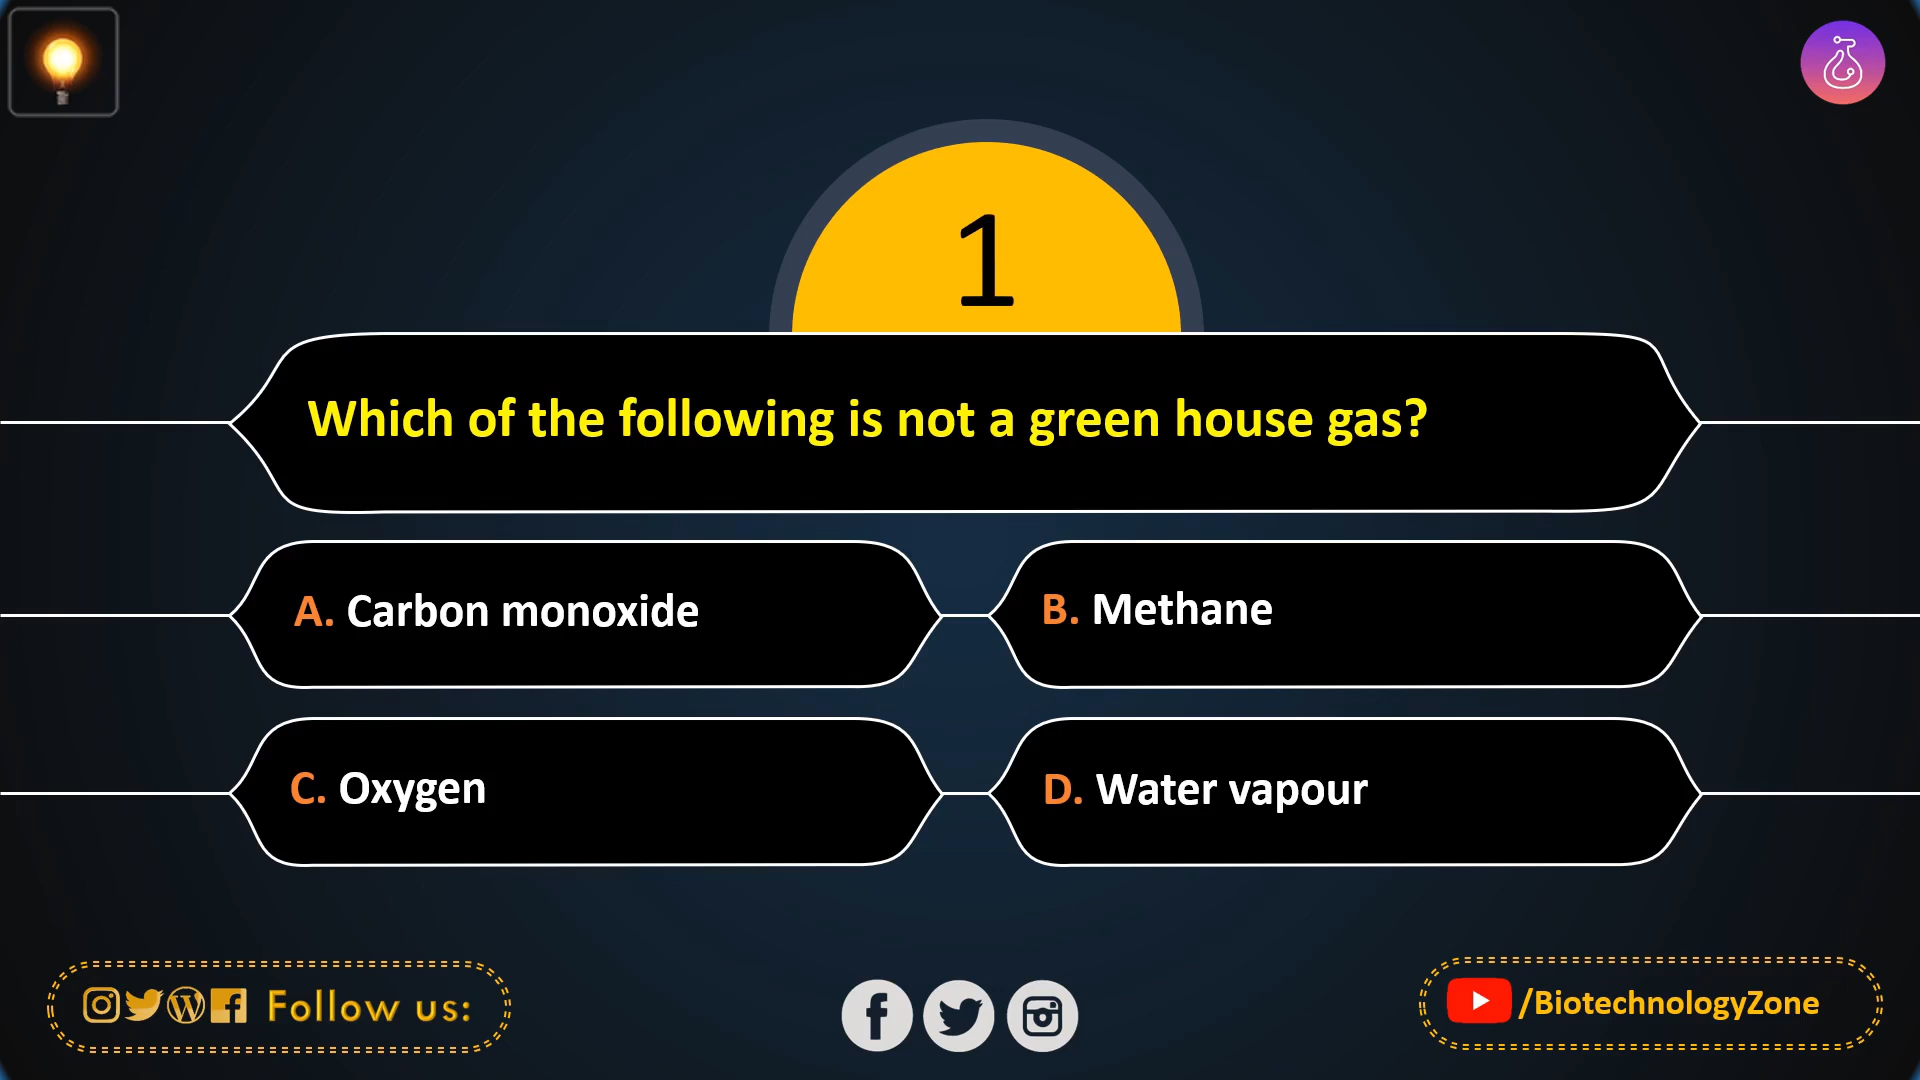 1
Which of the following is not a green house gas?
A. Carbon monoxide
B. Methane
C. Oxygen
D. Water vapour
Follow us:
/BiotechnologyZone